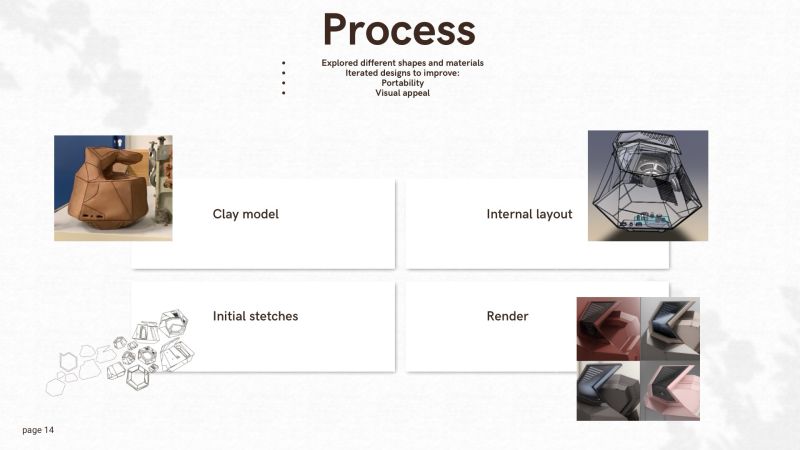 Process
• Explored different shapes and materials
• Iterated designs to improve:
• Portability
• Visual appeal
Clay model
Internal layout
Initial stetches
Render
page 14